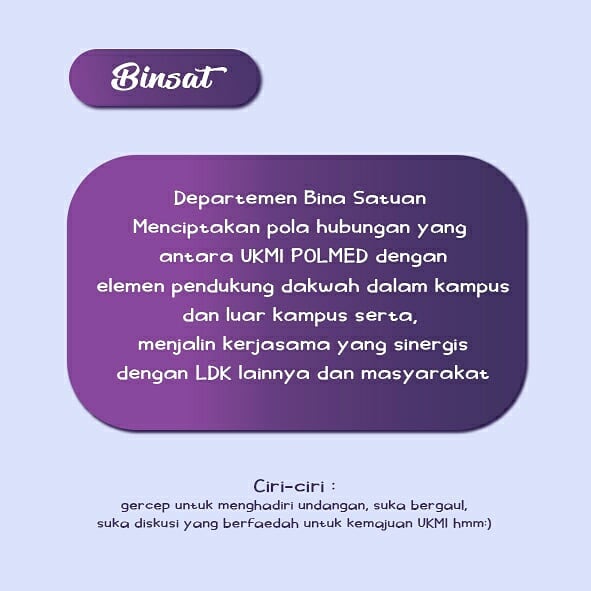 Binsat
Departemen Bina Satuan
Menciptakan pola hubungan yang
antara UKMI POLMED dengan
elemen pendukung dakwah dalam kampus
dan luar kampus serta,
menjalin kerjasama yang sinergis
dengan LDK lainnya dan masyarakat
Ciri-ciri :
gercep untuk menghadiri undangan, suka bergaul,
suka diskusi yang berfaedah untuk kemajuan UKMI hmm:)